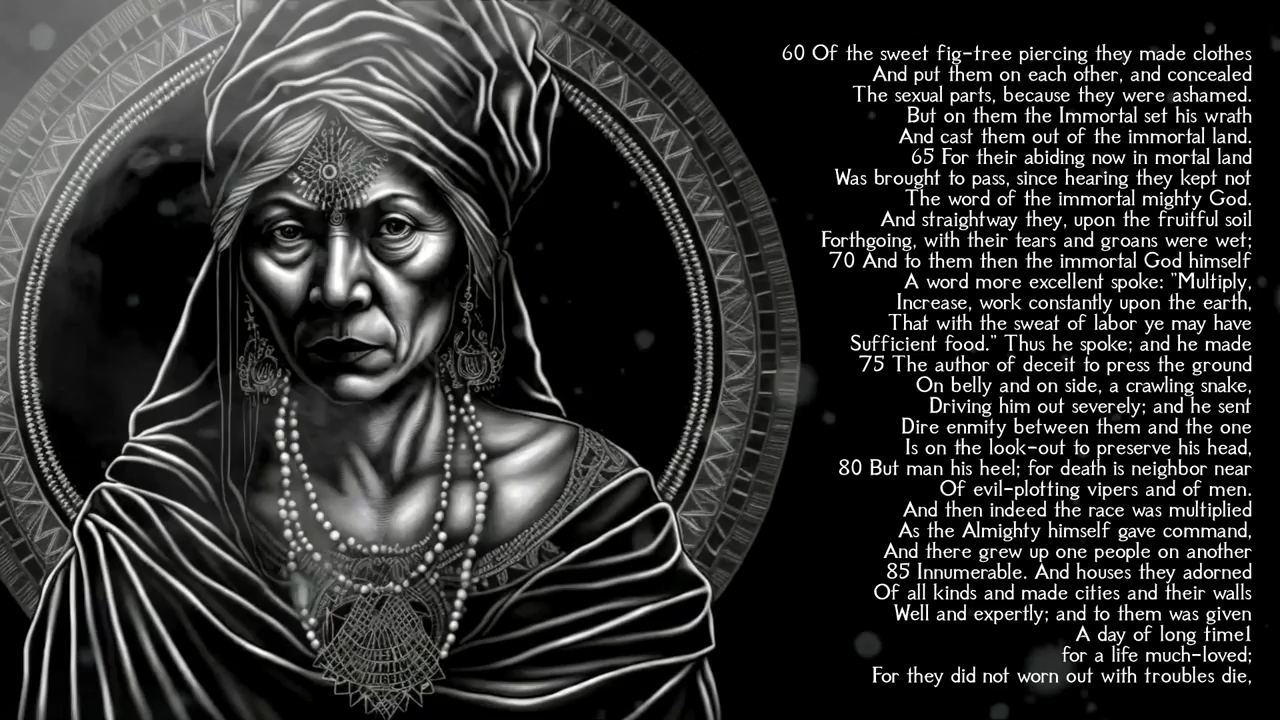 60 Of the sweet fig-tree piercing they made clothes
And put them on each other, and concealed
The sexual parts, because they were ashamed.
But on them the Immortal set his wrath
And cast them out of the immortal land.
65 For their abiding now in mortal land
Was brought to pass, since hearing they kept not
The word of the immortal mighty God.
And straightway they, upon the fruitful soil
Forthgoing, with their tears and groans were wet;
70 And to them then the immortal God himself
A word more excellent spoke: "Multiply,
Increase, work constantly upon the earth,
That with the sweat of labor ye may have
Sufficient food." Thus he spoke; and he made
75 The author of deceit to press the ground
On belly and on side, a crawling snake,
Driving him out severely; and he sent
Dire enmity between them and the one
Is on the look-out to preserve his head,
80 But man his heel; for death is neighbor near
Of evil-plotting vipers and of men.
And then indeed the race was multiplied
As the Almighty himself gave command,
And there grew up one people on another
85 Innumerable. And houses they adorned
Of all kinds and made cities and their walls
Well and expertly; and to them was given
A day of long time1
for a life much-loved;
For they did not worn out with troubles die,